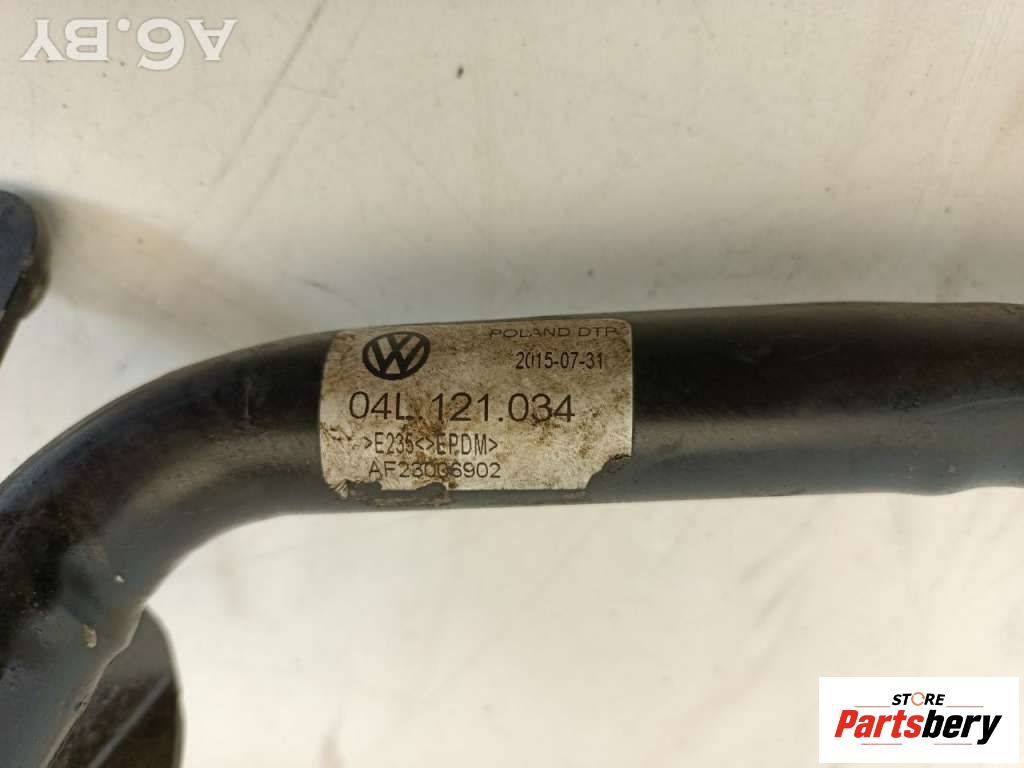 A6.BY
POLAND DTP
2015-07-31
04L.121.034
>E235<>EPDM>
AF23006902
STORE
Partsbery